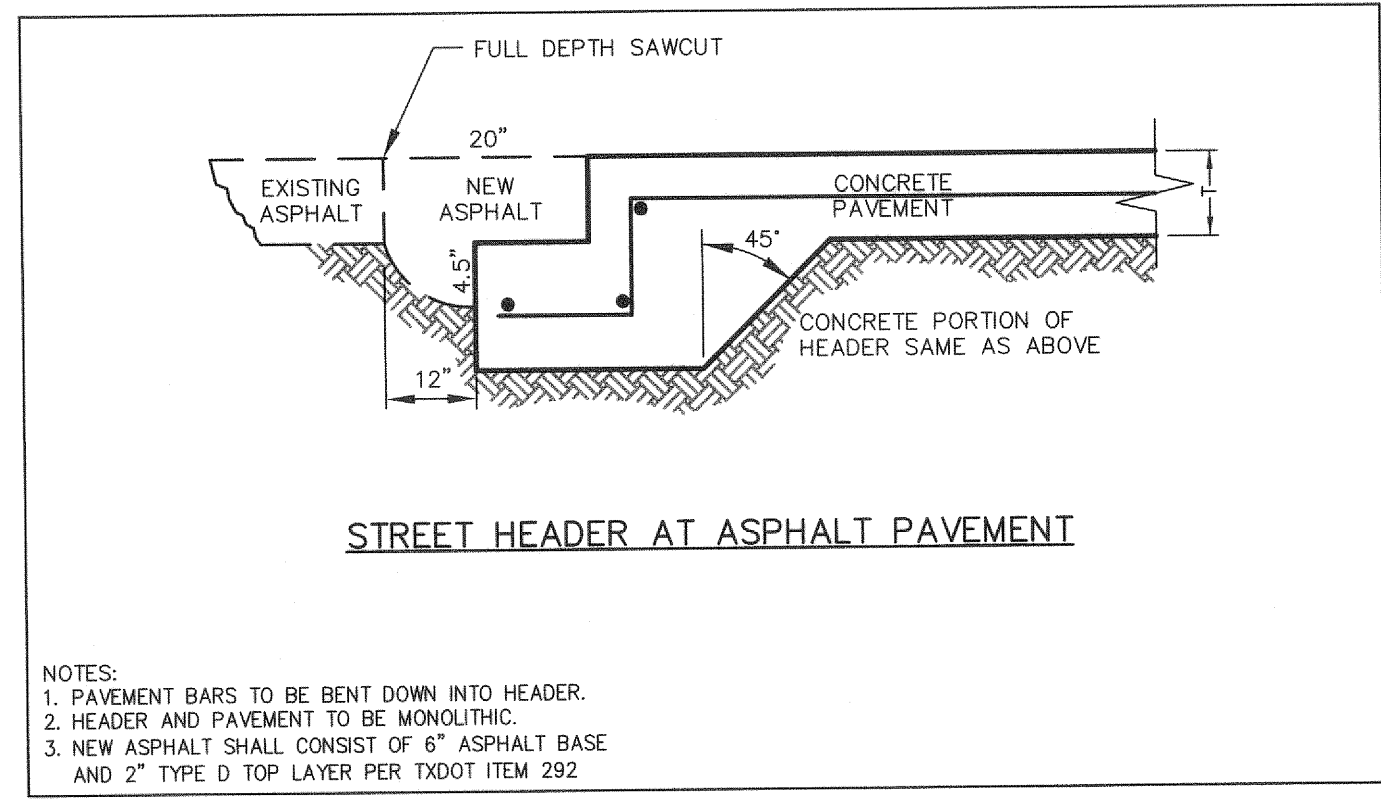 FULL DEPTH SAWCUT
20"
EXISTING
ASPHALT
NEW
ASPHALT
CONCRETE
PAVEMENT
T
45°
4.5"
CONCRETE PORTION OF
HEADER SAME AS ABOVE
12"
STREET HEADER AT ASPHALT PAVEMENT
NOTES:
1. PAVEMENT BARS TO BE BENT DOWN INTO HEADER.
2. HEADER AND PAVEMENT TO BE MONOLITHIC.
3. NEW ASPHALT SHALL CONSIST OF 6" ASPHALT BASE
AND 2" TYPE D TOP LAYER PER TXDOT ITEM 292